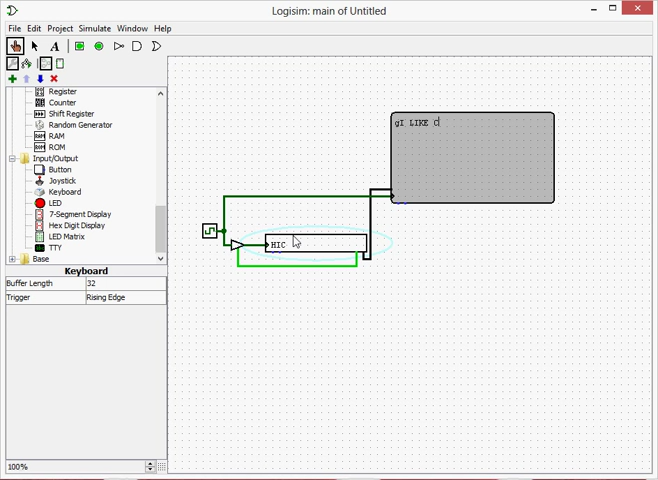 Logisim: main of Untitled
File Edit Project Simulate Window Help
A
Register
Counter
Shift Register
Random Generator
RAM
ROM
Input/Output
Button
Joystick
Keyboard
LED
7-Segment Display
Hex Digit Display
LED Matrix
TTY
Base
Keyboard
Buffer Length 32
Trigger Rising Edge
100%
gI LIKE C
HIC